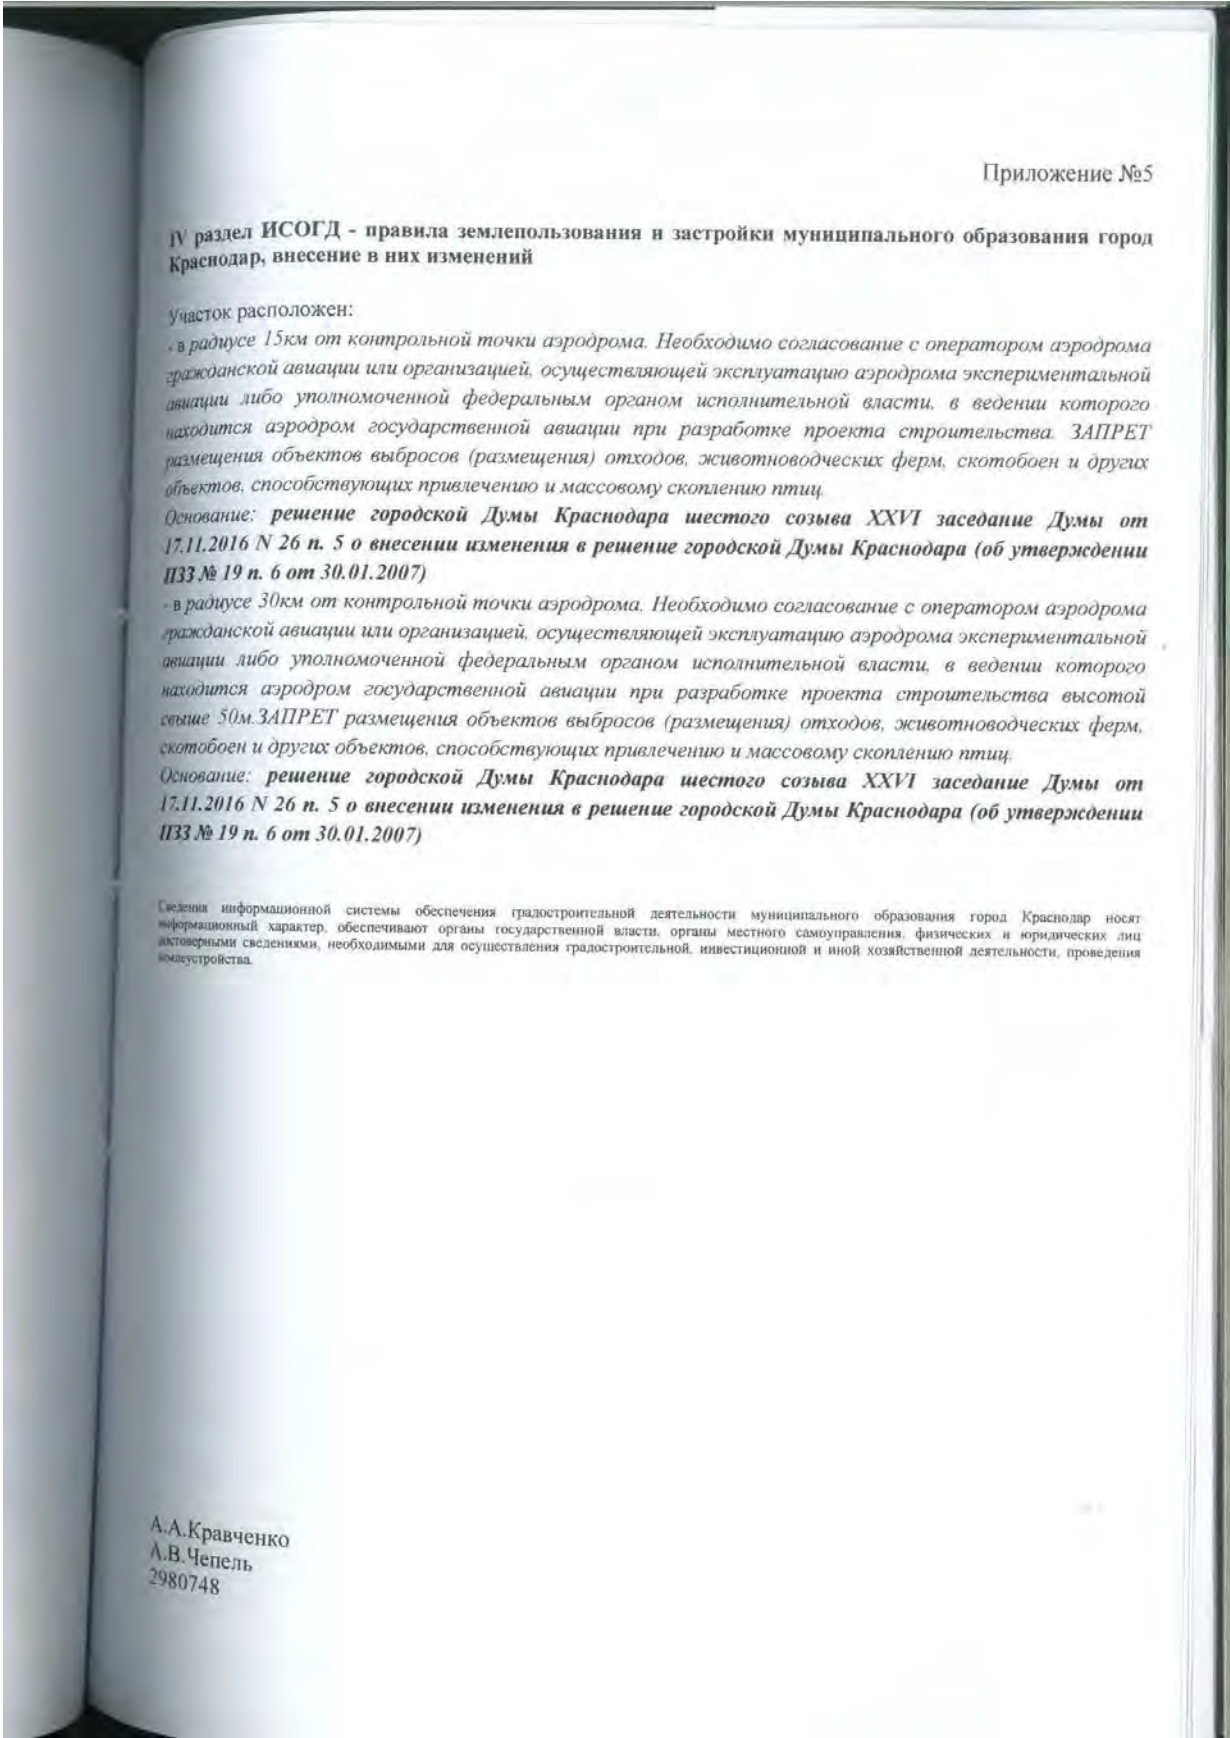 Приложение №5
IV раздел ИСОГД - правила землепользования и застройки муниципального образования город
Краснодар, внесение в них изменений
Участок расположен:
- в радиусе 15км от контрольной точки аэродрома. Необходимо согласование с оператором аэродрома
гражданской авиации или организацией, осуществляющей эксплуатацию аэродрома экспериментальной
авиации либо уполномоченной федеральным органом исполнительной власти, в ведении которого
находится аэродром государственной авиации при разработке проекта строительства. ЗАПРЕТ
размещения объектов выбросов (размещения) отходов, животноводческих ферм, скотобоен и других
объектов, способствующих привлечению и массовому скоплению птиц.
Основание: решение городской Думы Краснодара шестого созыва XXVI заседание Думы от
17.11.2016 N 26 п. 5 о внесении изменения в решение городской Думы Краснодара (об утверждении
ПЗЗ № 19 п. 6 от 30.01.2007)
- в радиусе 30км от контрольной точки аэродрома. Необходимо согласование с оператором аэродрома
гражданской авиации или организацией, осуществляющей эксплуатацию аэродрома экспериментальной
авиации либо уполномоченной федеральным органом исполнительной власти, в ведении которого
находится аэродром государственной авиации при разработке проекта строительства высотой
свыше 50м.ЗАПРЕТ размещения объектов выбросов (размещения) отходов, животноводческих ферм,
скотобоен и других объектов, способствующих привлечению и массовому скоплению птиц.
Основание: решение городской Думы Краснодара шестого созыва XXVI заседание Думы от
17.11.2016 N 26 п. 5 о внесении изменения в решение городской Думы Краснодара (об утверждении
ПЗЗ № 19 п. 6 от 30.01.2007)
Сведения информационной системы обеспечения градостроительной деятельности муниципального образования город Краснодар носят
информационный характер, обеспечивают органы государственной власти, органы местного самоуправления, физических и юридических лиц
достоверными сведениями, необходимыми для осуществления градостроительной, инвестиционной и иной хозяйственной деятельности, проведения
землеустройства.
А.А.Кравченко
А.В.Чепель
2980748